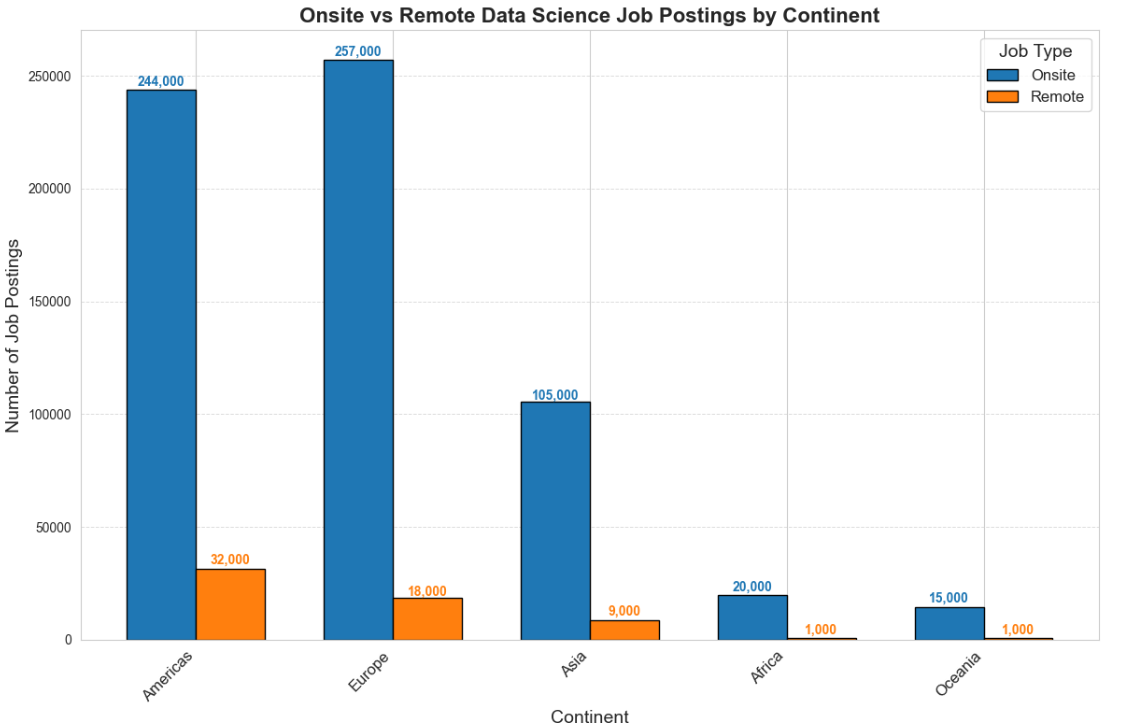 Onsite vs Remote Data Science Job Postings by Continent
Job Type
Onsite
Remote
Number of Job Postings
250000
200000
150000
100000
50000
0
244,000
32,000
257,000
18,000
105,000
9,000
20,000
1,000
15,000
1,000
Americas
Europe
Asia
Africa
Oceania
Continent